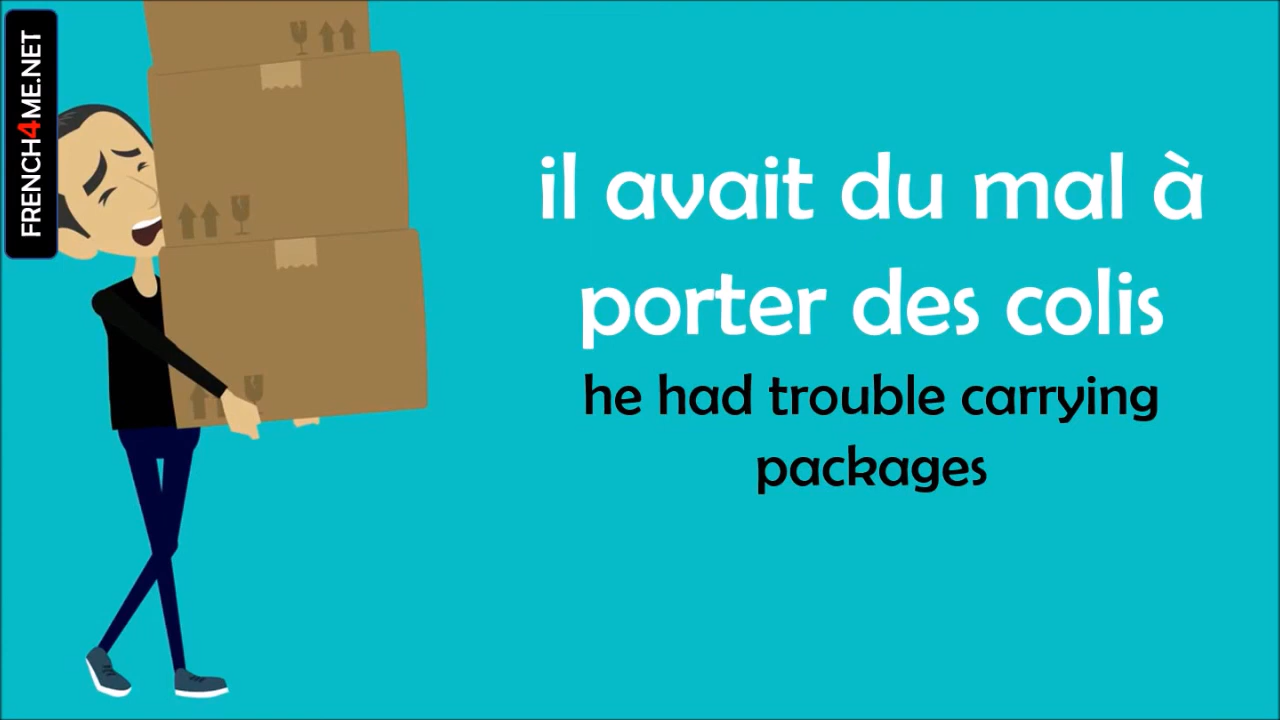 FRENCH4ME.NET
il avait du mal à
porter des colis
he had trouble carrying
packages